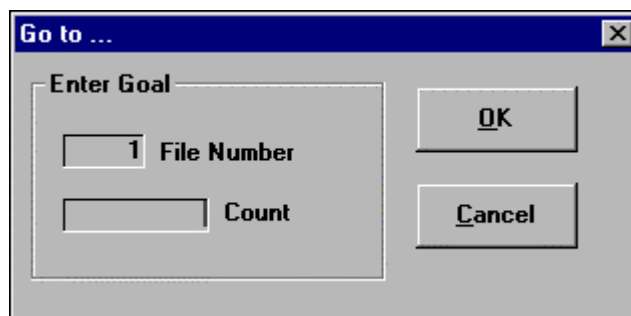 Go to ...
Enter Goal
1 File Number
Count
OK
Cancel